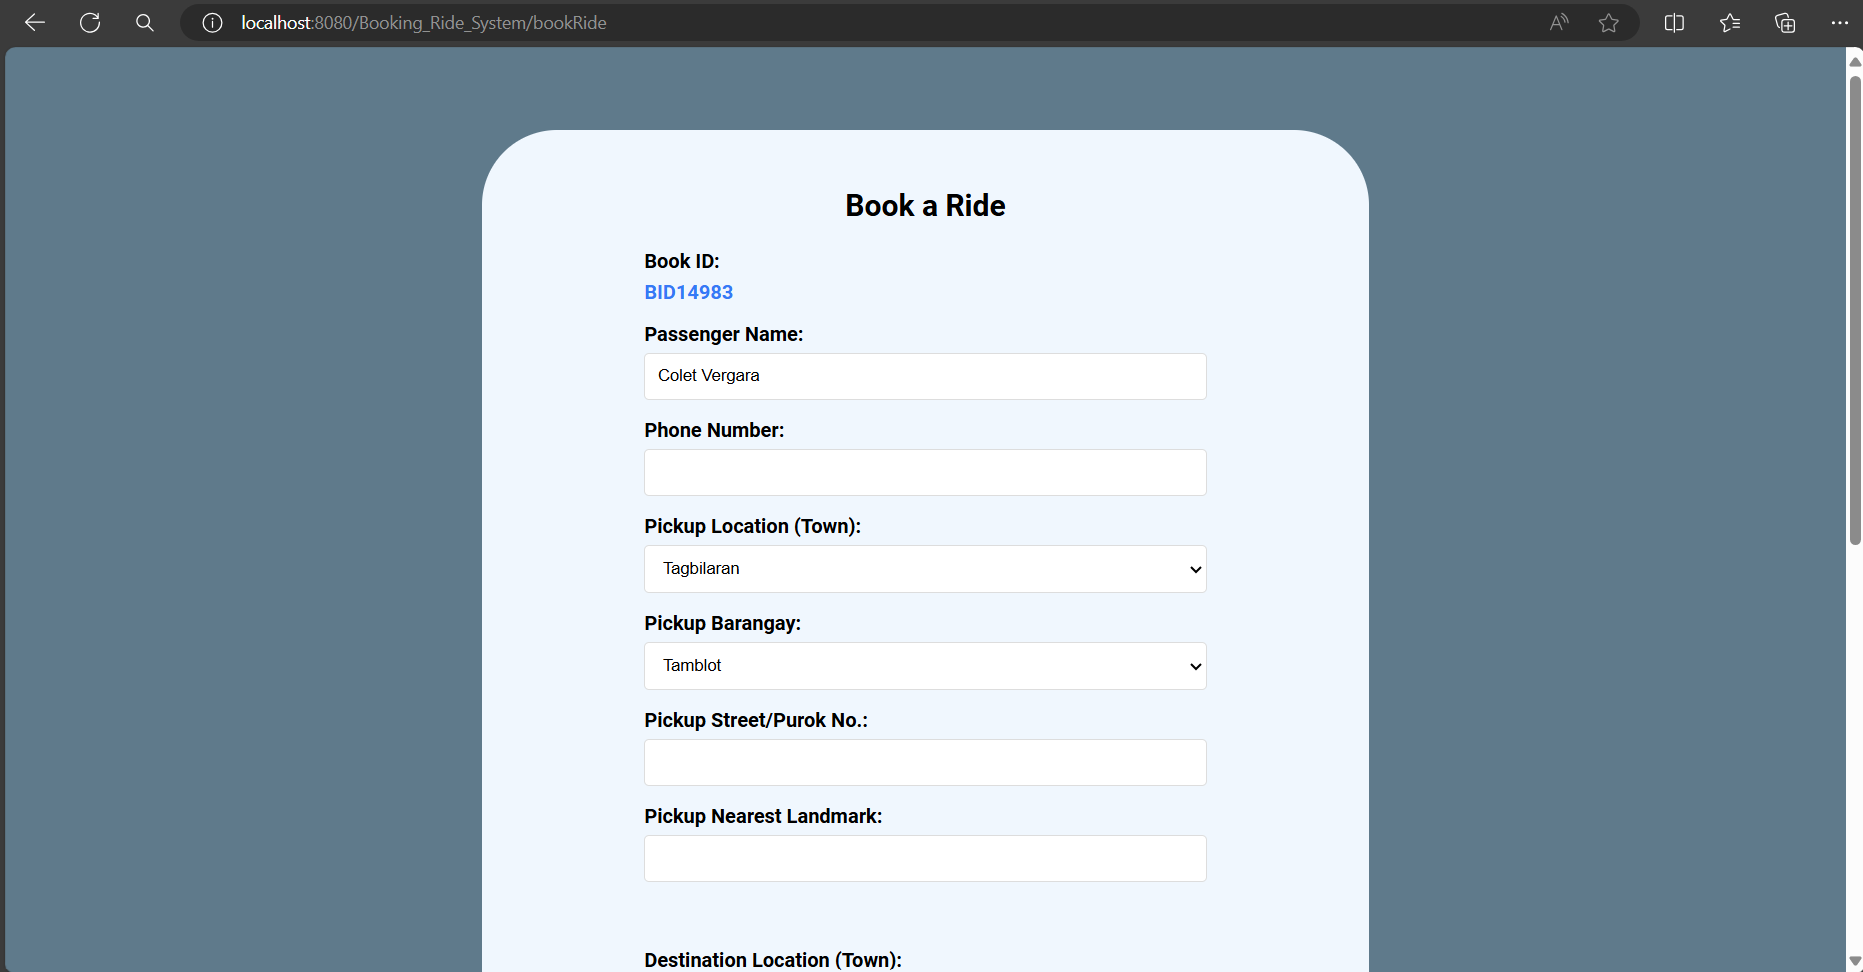 localhost:8080/Booking_Ride_System/bookRide
Book a Ride
Book ID:
BID14983
Passenger Name:
Colet Vergara
Phone Number:
Pickup Location (Town):
Tagbilaran
Pickup Barangay:
Tamblot
Pickup Street/Purok No.:
Pickup Nearest Landmark:
Destination Location (Town):